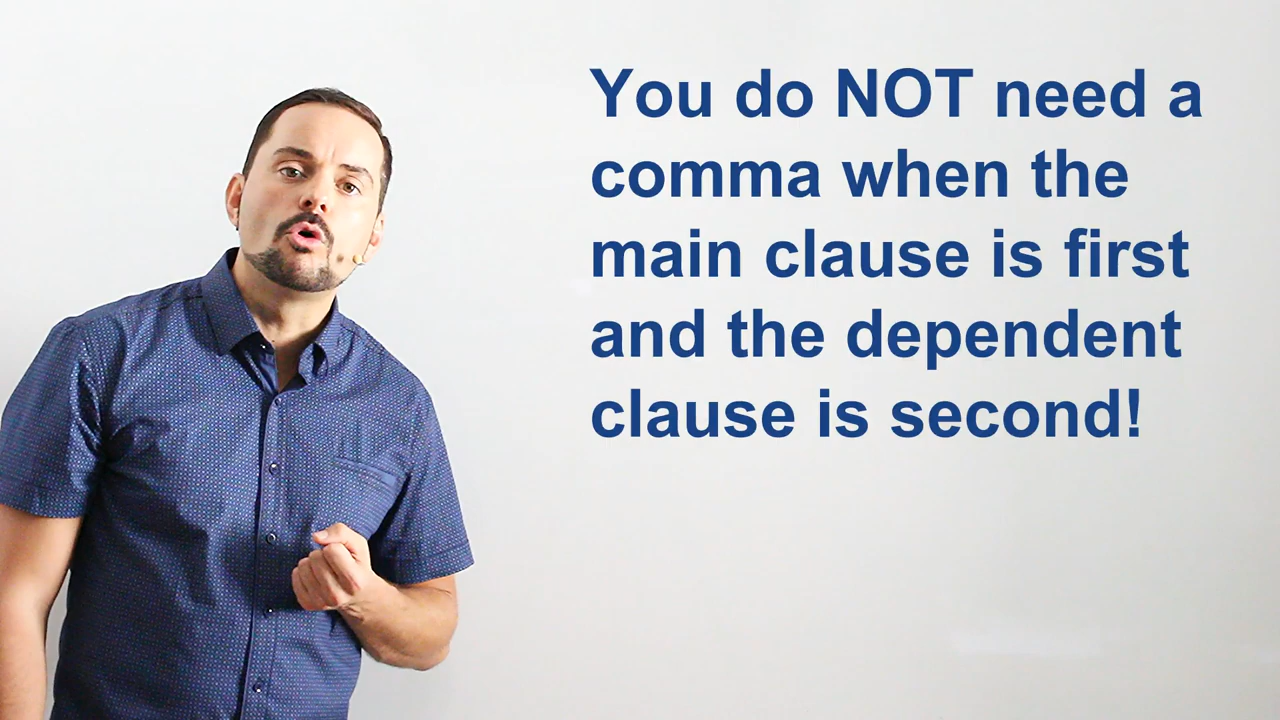 You do NOT need a
comma when the
main clause is first
and the dependent
clause is second!